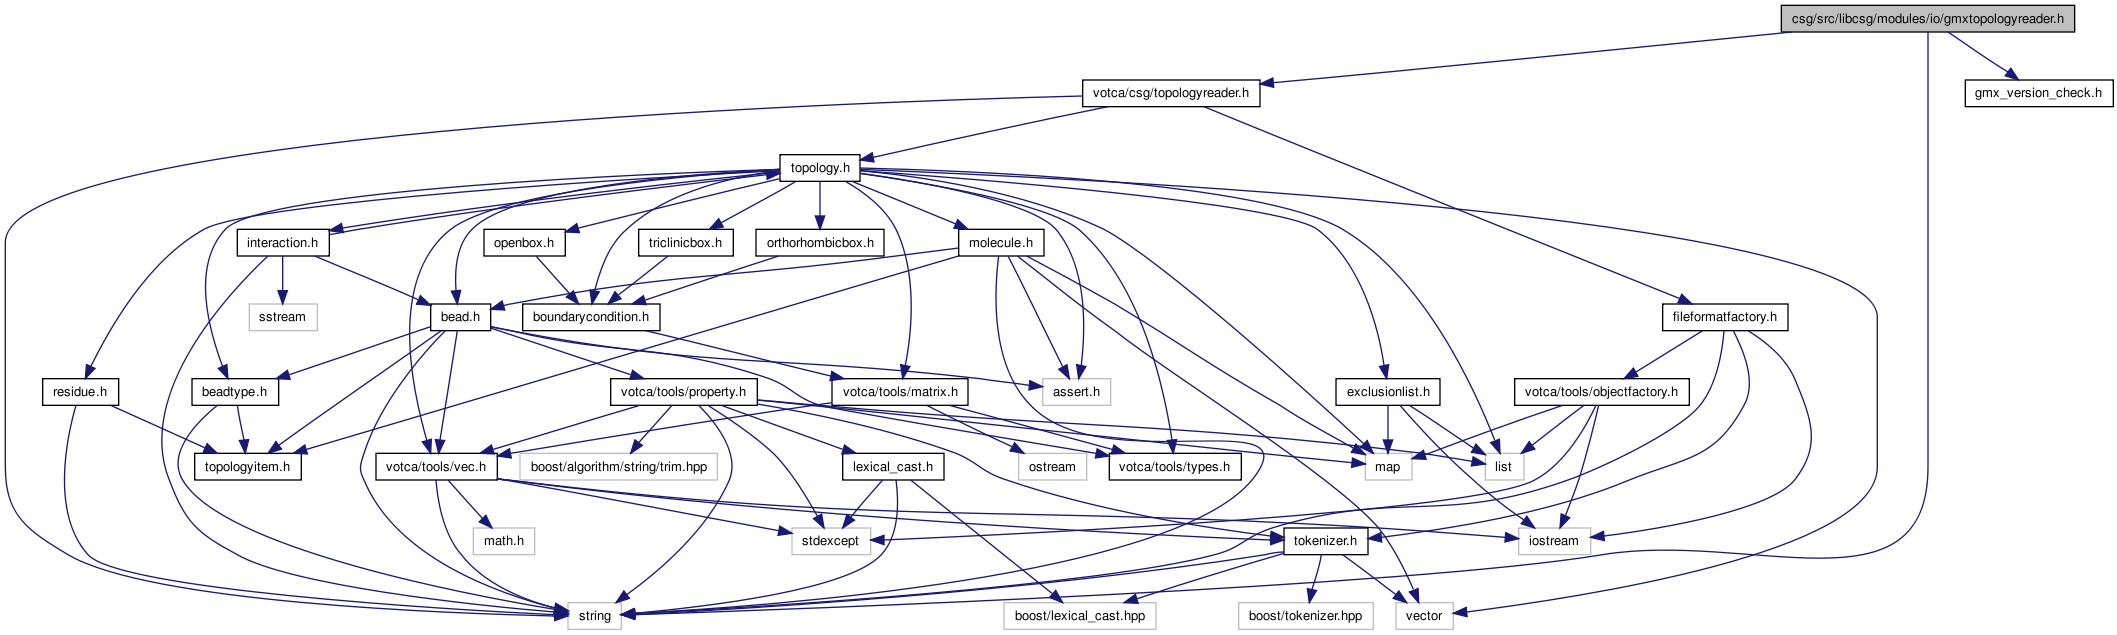 csg/src/libcsg/modules/io/gmxtopologyreader.h
votca/csg/topologyreader.h
gmx_version_check.h
topology.h
interaction.h
openbox.h
triclinicbox.h
orthorhombicbox.h
molecule.h
sstream
bead.h
boundarycondition.h
fileformatfactory.h
residue.h
beadtype.h
votca/tools/property.h
votca/tools/matrix.h
assert.h
exclusionlist.h
votca/tools/objectfactory.h
topologyitem.h
votca/tools/vec.h
boost/algorithm/string/trim.hpp
lexical_cast.h
ostream
votca/tools/types.h
map
list
math.h
stdexcept
tokenizer.h
iostream
string
boost/lexical_cast.hpp
boost/tokenizer.hpp
vector